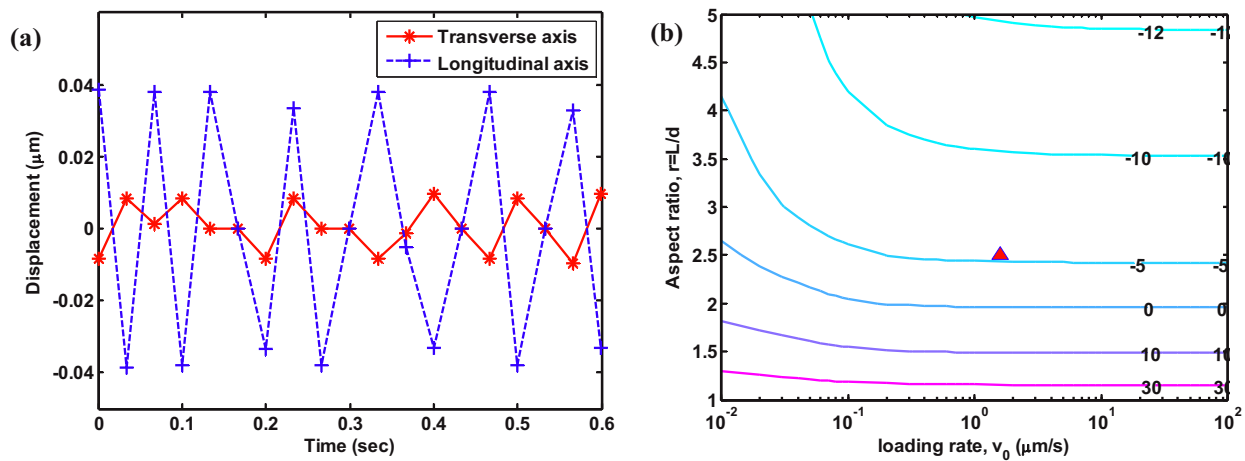 (a)
Transverse axis
Longitudinal axis
0.04
0.02
0
-0.02
-0.04
Displacement (μm)
0 0.1 0.2 0.3 0.4 0.5 0.6
Time (sec)
(b)
5
4.5
4
3.5
3
2.5
2
1.5
1
Aspect ratio, r=L/d
-12
-10
-5 -5
0 0
10 10
30 30
10⁻² 10⁻¹ 10⁰ 10¹ 10²
loading rate, v₀ (μm/s)